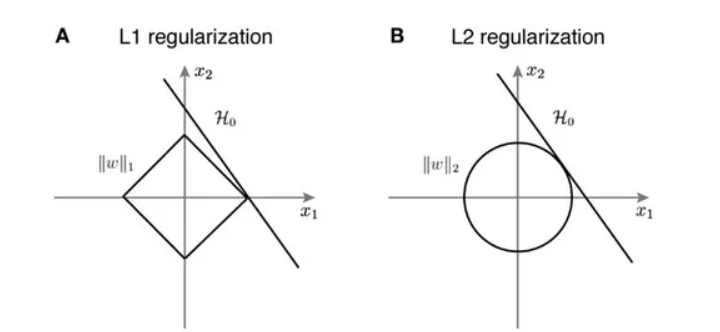 A L1 regularization
x₂
ℋ₀
‖w‖₁
x₁
B L2 regularization
x₂
ℋ₀
‖w‖₂
x₁